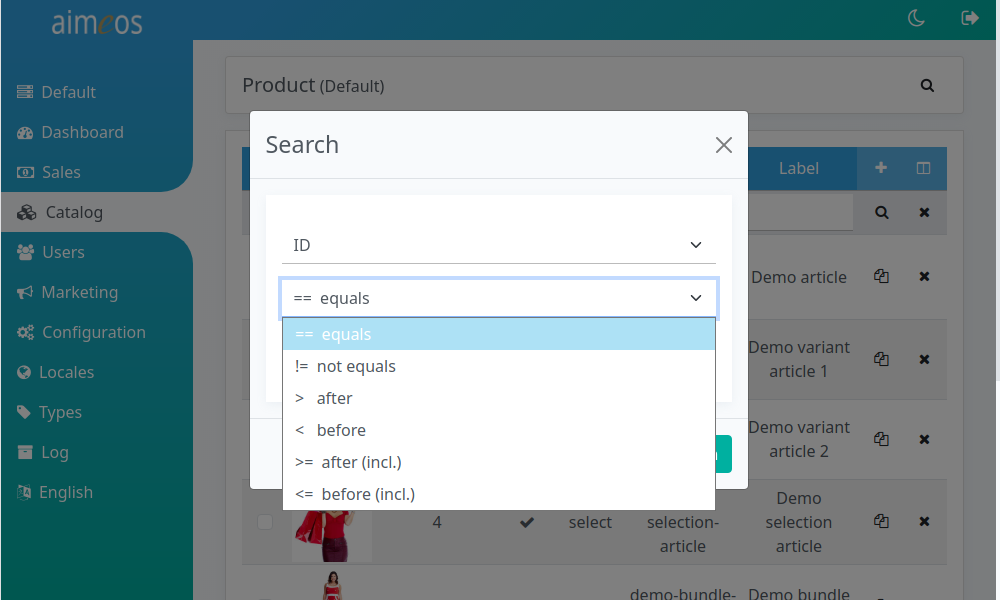 aimeos
Default
Dashboard
Sales
Catalog
Users
Marketing
Configuration
Locales
Types
Log
English
Product (Default)
Search
ID
== equals
== equals
!= not equals
> after
< before
>= after (incl.)
<= before (incl.)
Label
Demo article
Demo variant
article 1
Demo variant
article 2
4
select
selection-
article
Demo
selection
article
demo-bundle-
Demo bundle